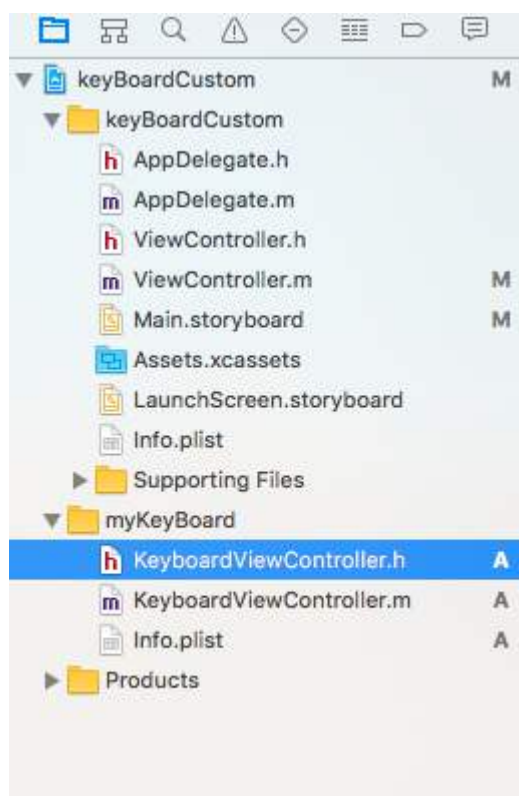 keyBoardCustom M
keyBoardCustom
h AppDelegate.h
m AppDelegate.m
h ViewController.h
m ViewController.m M
Main.storyboard M
Assets.xcassets
LaunchScreen.storyboard
Info.plist
Supporting Files
myKeyBoard
h KeyboardViewController.h A
m KeyboardViewController.m A
Info.plist A
Products